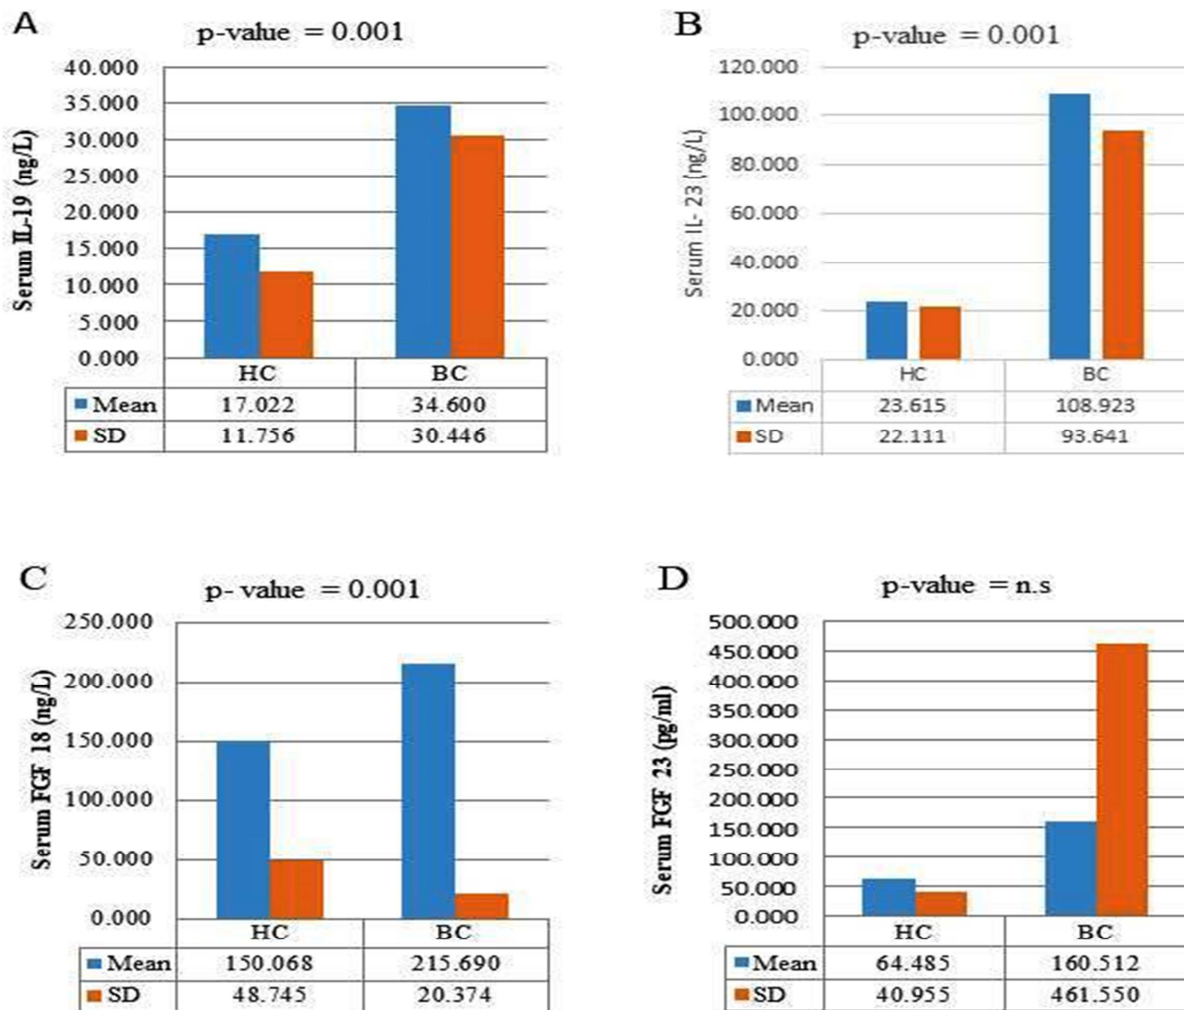 A
p-value = 0.001
40.000
35.000
30.000
25.000
20.000
15.000
10.000
5.000
0.000
Serum IL-19 (ng/L)
HC BC
Mean 17.022 34.600
SD 11.756 30.446
B
p-value = 0.001
120.000
100.000
80.000
60.000
40.000
20.000
0.000
Serum IL- 23 (ng/L)
HC BC
Mean 23.615 108.923
SD 22.111 93.641
C
p- value = 0.001
250.000
200.000
150.000
100.000
50.000
0.000
Serum FGF 18 (ng/L)
HC BC
Mean 150.068 215.690
SD 48.745 20.374
D
p-value = n.s
500.000
450.000
400.000
350.000
300.000
250.000
200.000
150.000
100.000
50.000
0.000
Serum FGF 23 (pg/ml)
HC BC
Mean 64.485 160.512
SD 40.955 461.550